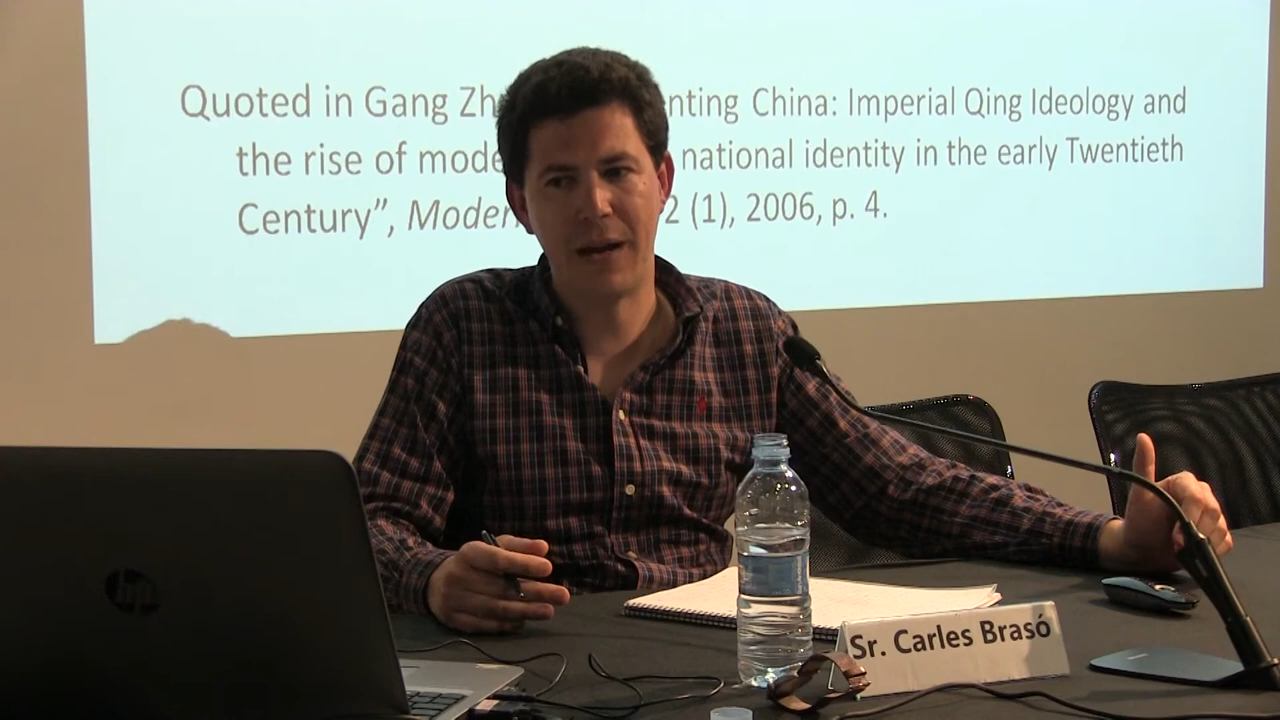 Quoted in Gang Zh nting China: Imperial Qing Ideology and
the rise of mode national identity in the early Twentieth
Century”, Moder 2 (1), 2006, p. 4.
hp
Sr. Carles Brasó